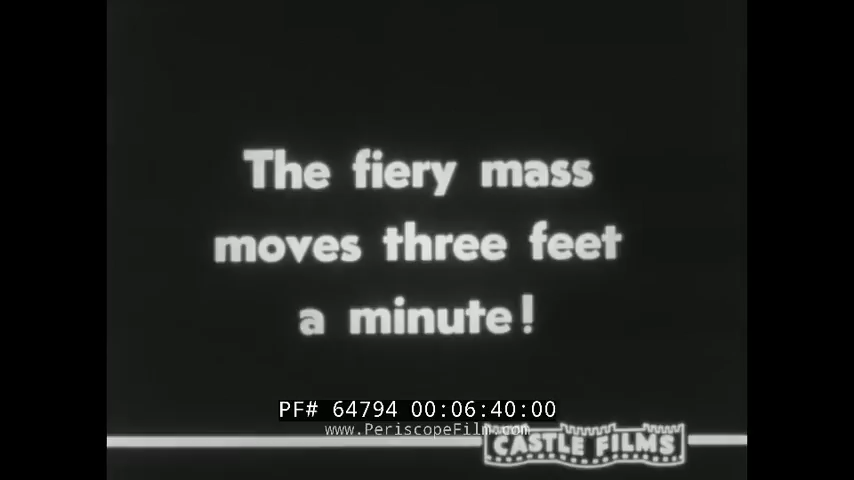 The fiery mass
moves three feet
a minute!
PF# 64794 00:06:40:00
www.PeriscopeFilm.com
CASTLE FILMS